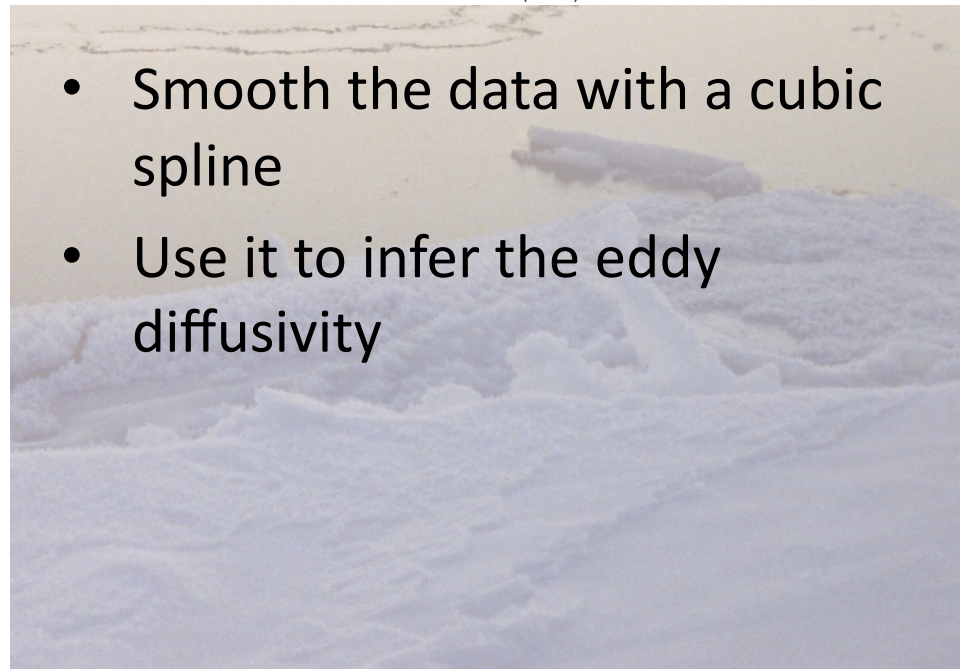 • Smooth the data with a cubic
spline
• Use it to infer the eddy
diffusivity